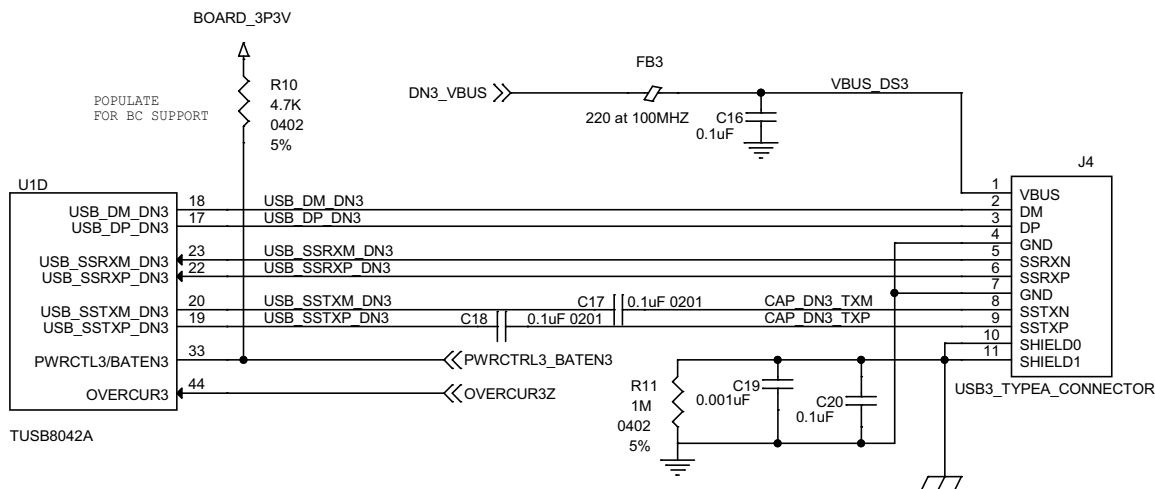 BOARD_3P3V
R10
4.7K
0402
5%
POPULATE
FOR BC SUPPORT
DN3_VBUS
FB3
220 at 100MHZ
VBUS_DS3
C16
0.1uF
J4
U1D
USB_DM_DN3 18 USB_DM_DN3
USB_DP_DN3 17 USB_DP_DN3
USB_SSRXM_DN3 23 USB_SSRXM_DN3
USB_SSRXP_DN3 22 USB_SSRXP_DN3
USB_SSTXM_DN3 20 USB_SSTXM_DN3
USB_SSTXP_DN3 19 USB_SSTXP_DN3
PWRCTL3/BATEN3 33 PWRCTRL3_BATEN3
OVERCUR3 44 OVERCUR3Z
TUSB8042A
C17 0.1uF 0201 CAP_DN3_TXM
C18 0.1uF 0201 CAP_DN3_TXP
1 VBUS
2 DM
3 DP
4 GND
5 SSRXN
6 SSRXP
7 GND
8 SSTXN
9 SSTXP
10 SHIELD0
11 SHIELD1
USB3_TYPEA_CONNECTOR
R11
1M
0402
5%
C19
0.001uF
C20
0.1uF